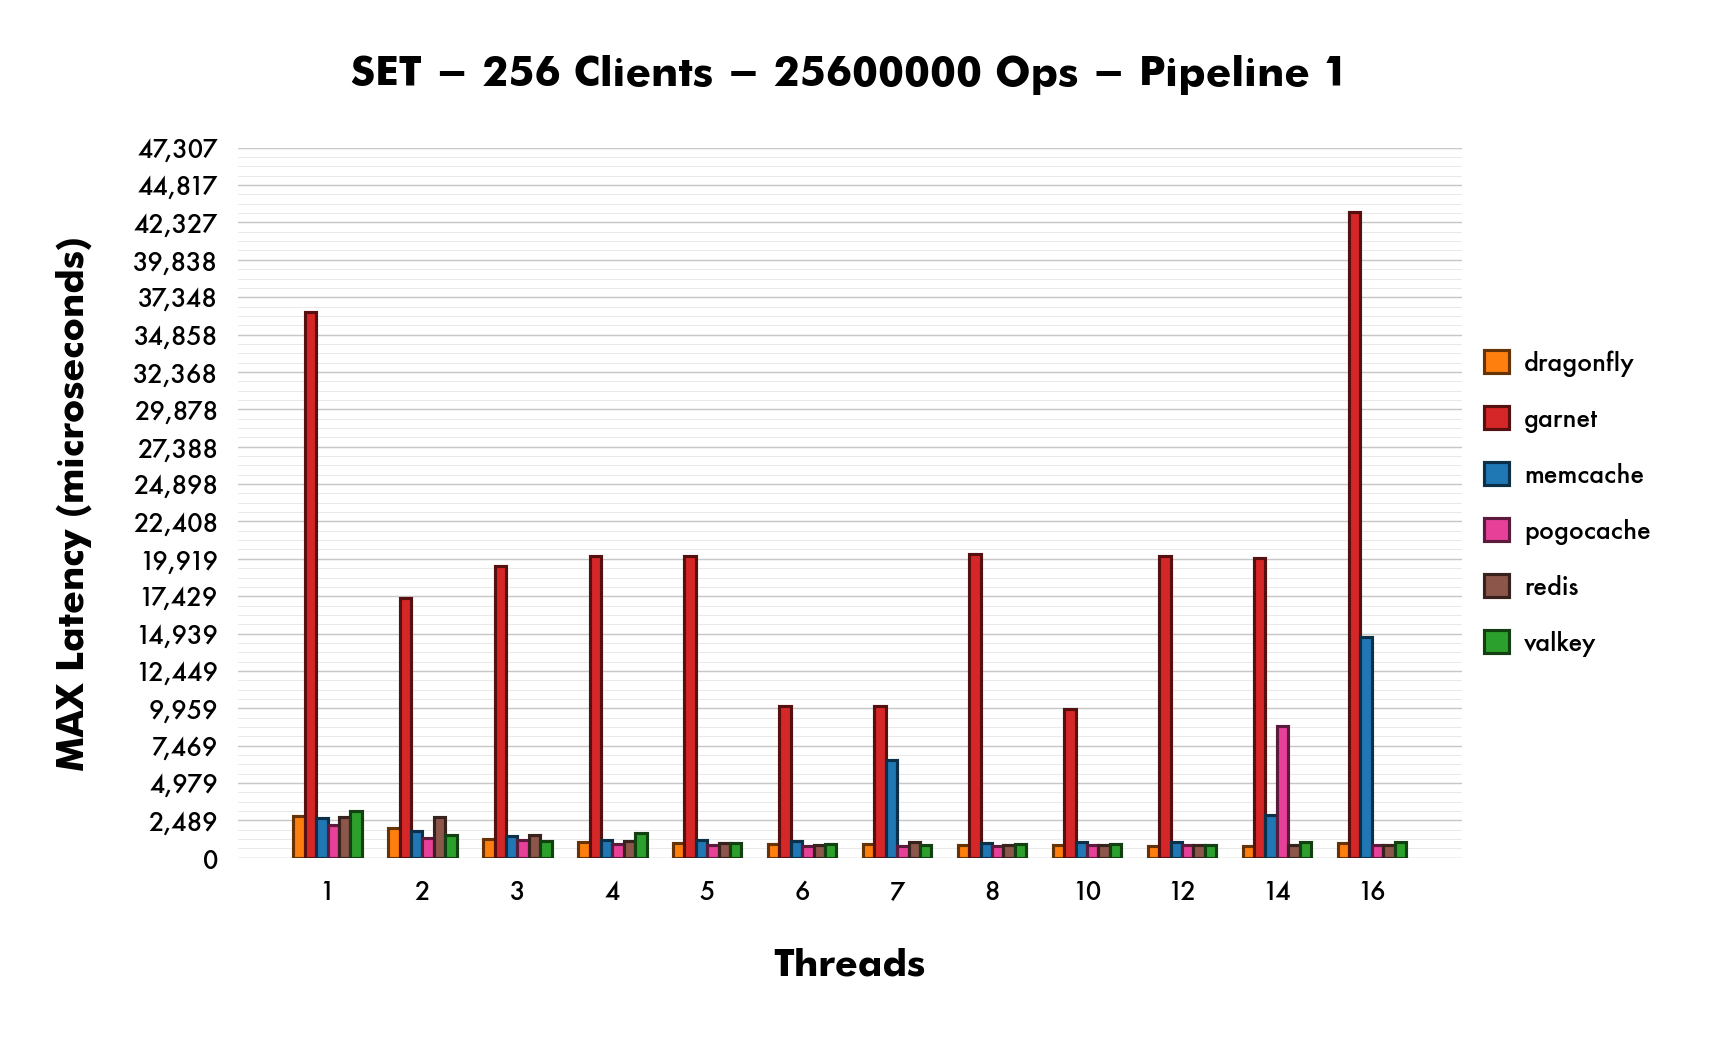 SET – 256 Clients – 25600000 Ops – Pipeline 1
MAX Latency (microseconds)
47,307
44,817
42,327
39,838
37,348
34,858
32,368
29,878
27,388
24,898
22,408
19,919
17,429
14,939
12,449
9,959
7,469
4,979
2,489
0
1 2 3 4 5 6 7 8 10 12 14 16
Threads
dragonfly
garnet
memcache
pogocache
redis
valkey